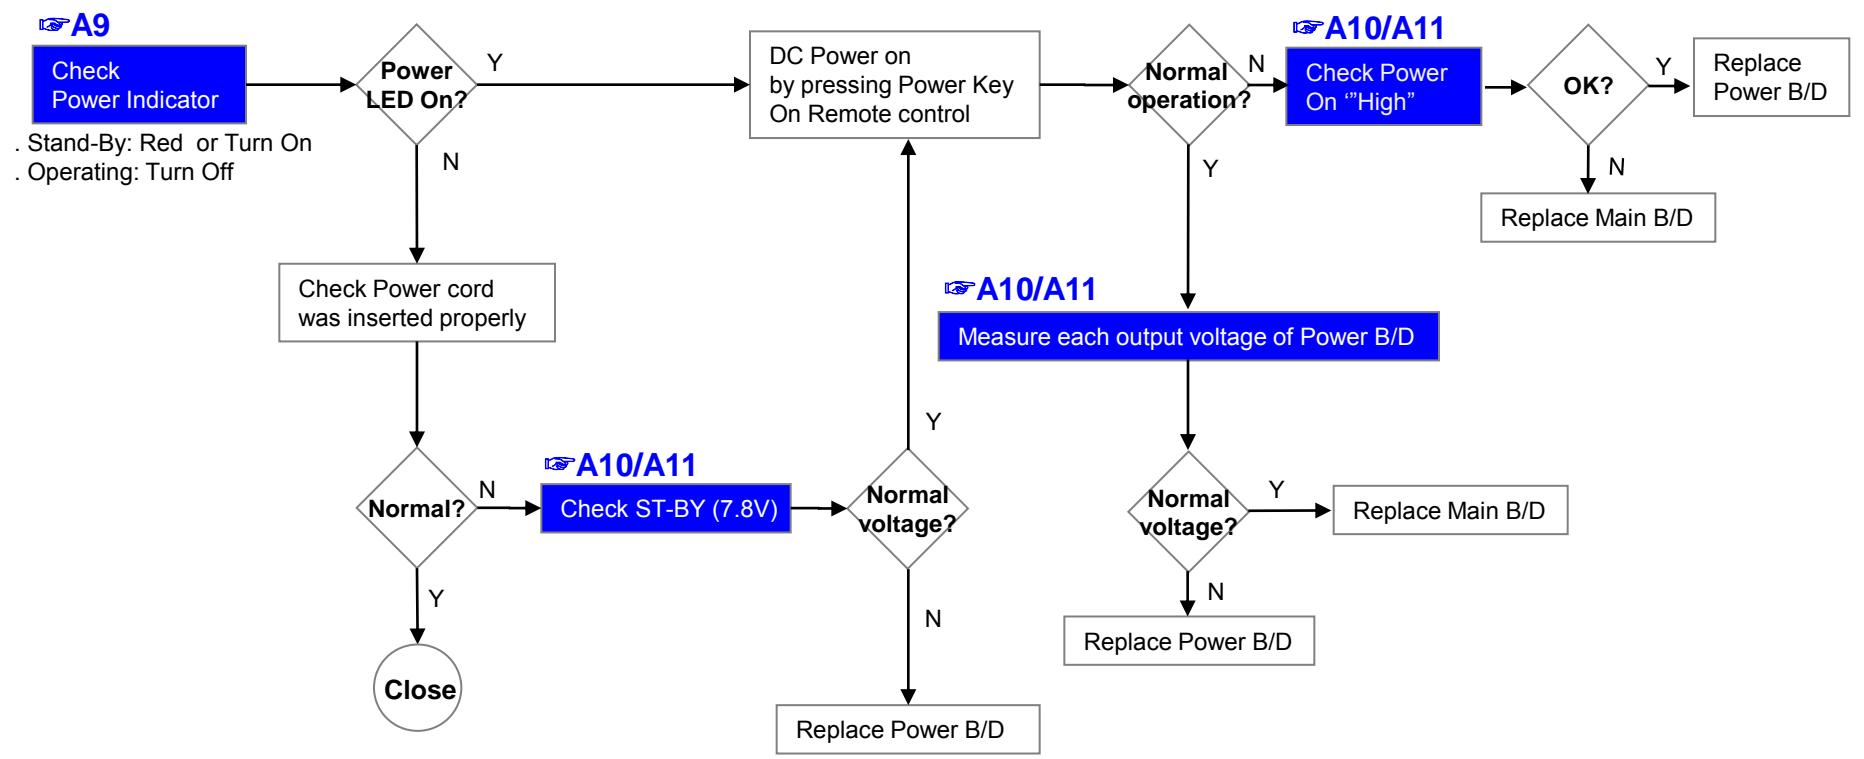 ☞A9
Check
Power Indicator
. Stand-By: Red or Turn On
. Operating: Turn Off
Power
LED On?
Y
N
DC Power on
by pressing Power Key
On Remote control
Normal
operation?
N
Y
☞A10/A11
Check Power
On ‘”High”
OK?
Y
Replace
Power B/D
N
Replace Main B/D
Check Power cord
was inserted properly
Normal?
N
Y
Close
☞A10/A11
Check ST-BY (7.8V)
Normal
voltage?
Y
N
Replace Power B/D
☞A10/A11
Measure each output voltage of Power B/D
Normal
voltage?
Y
Replace Main B/D
N
Replace Power B/D